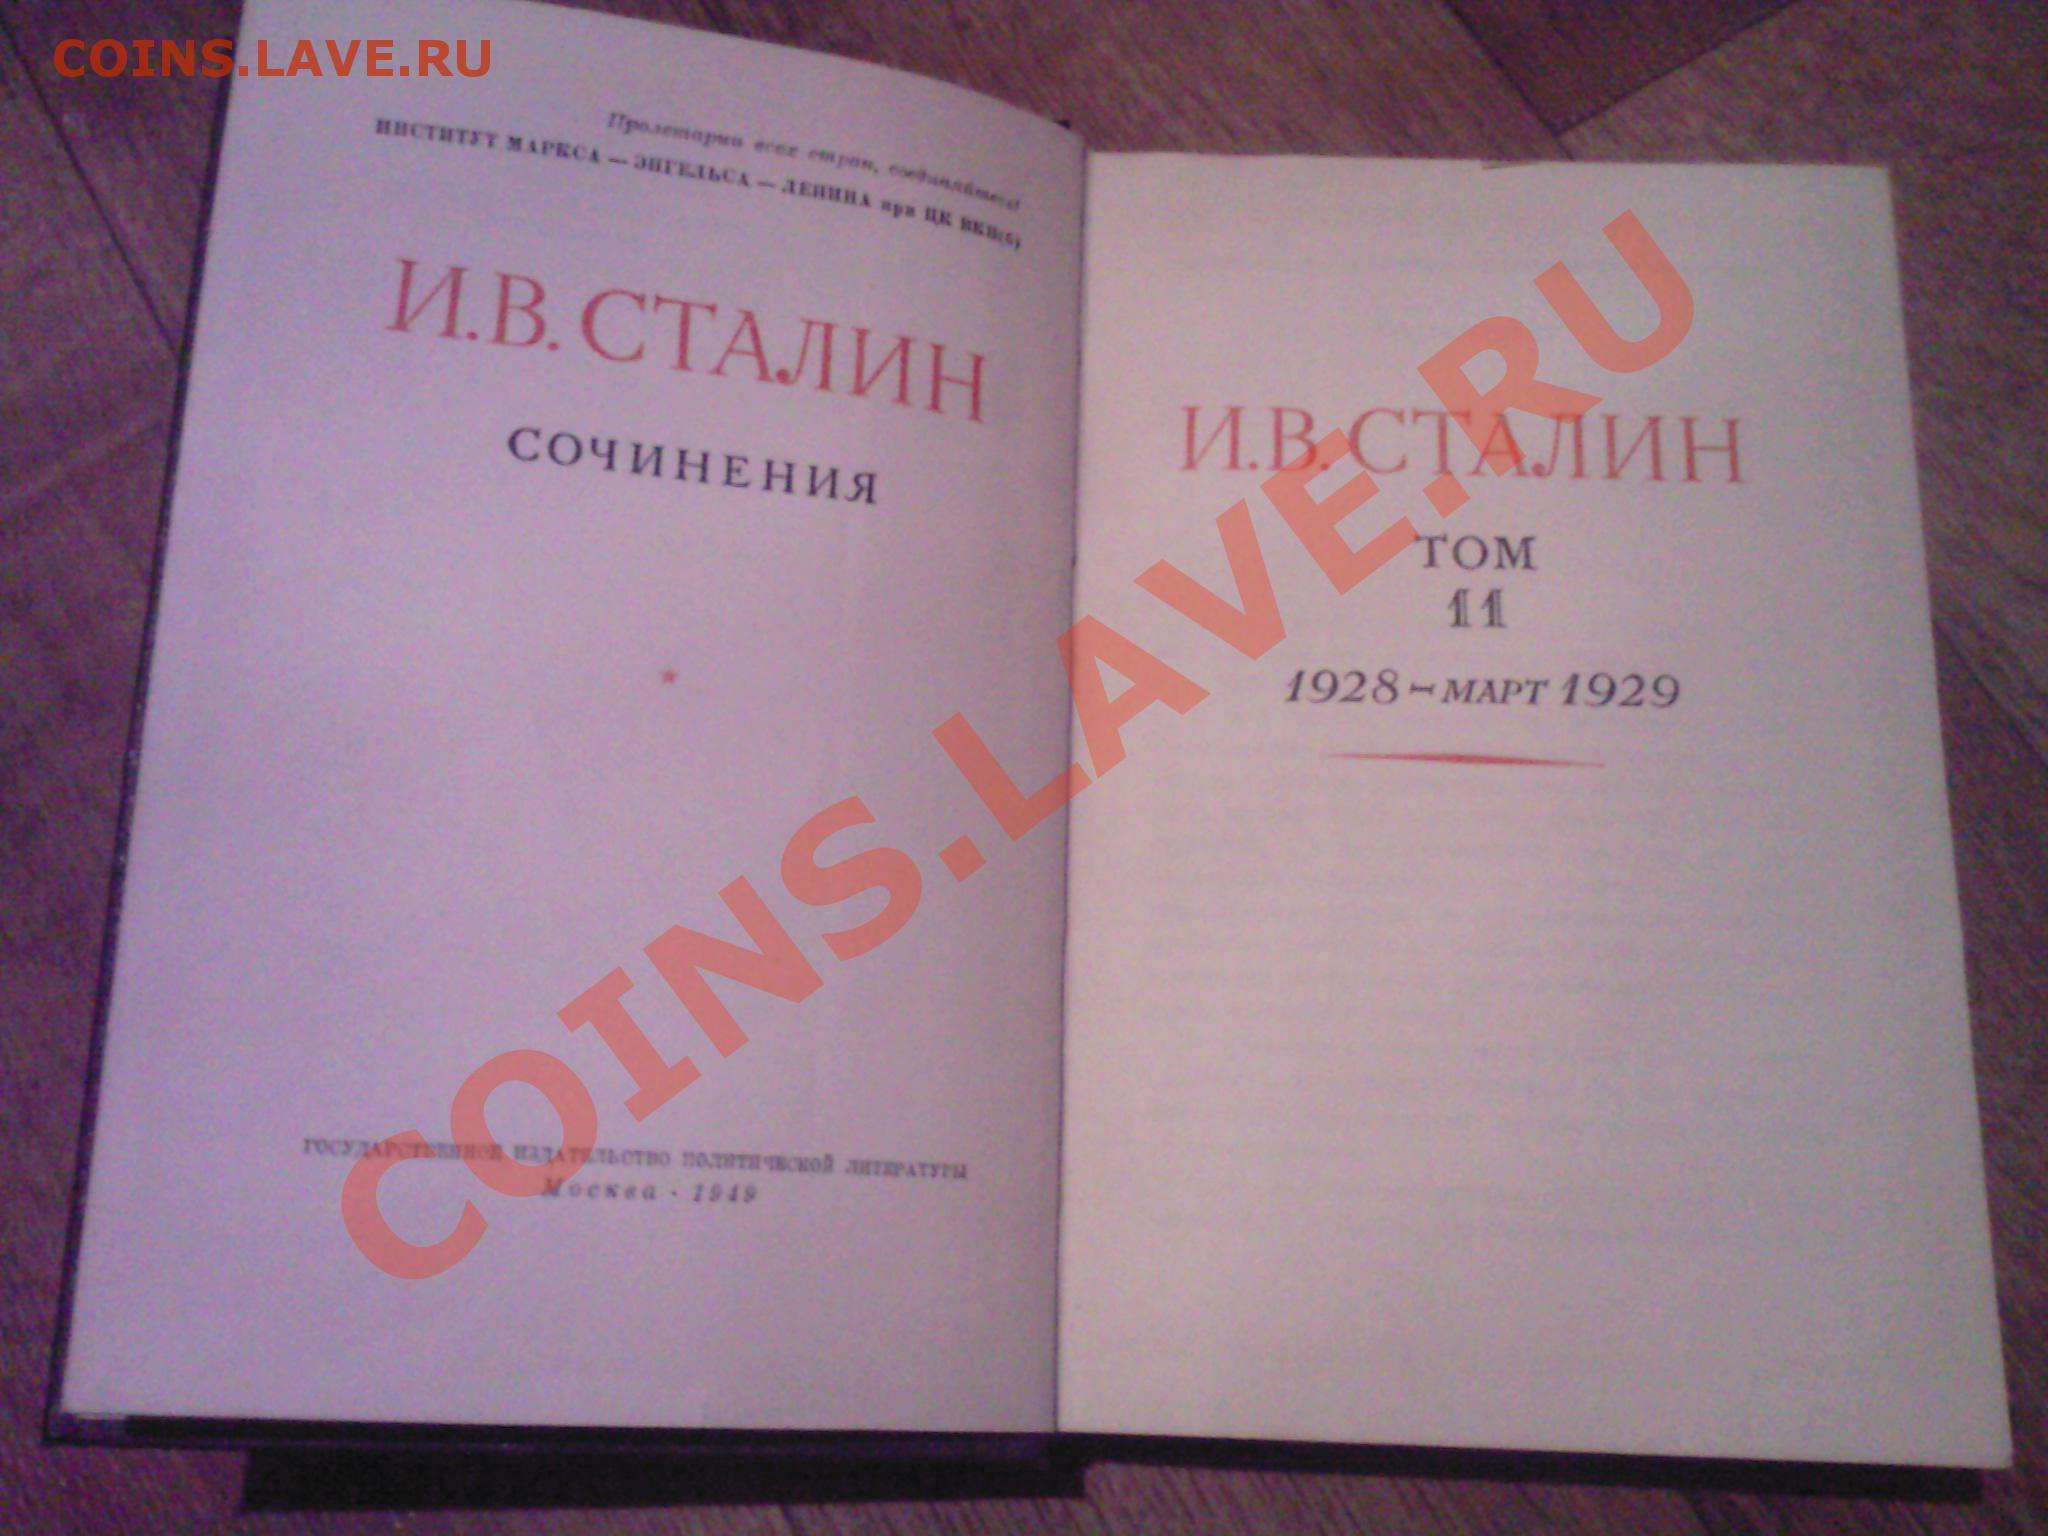 COINS.LAVE.RU
Пролетарии всех стран, соединяйтесь!
ИНСТИТУТ МАРКСА — ЭНГЕЛЬСА — ЛЕНИНА при ЦК ВКП(б)
И.В.СТАЛИН
СОЧИНЕНИЯ
ГОСУДАРСТВЕННОЕ ИЗДАТЕЛЬСТВО ПОЛИТИЧЕСКОЙ ЛИТЕРАТУРЫ
Москва · 1949
И.В.СТАЛИН
ТОМ
11
1928 - МАРТ 1929
COINS.LAVE.RU